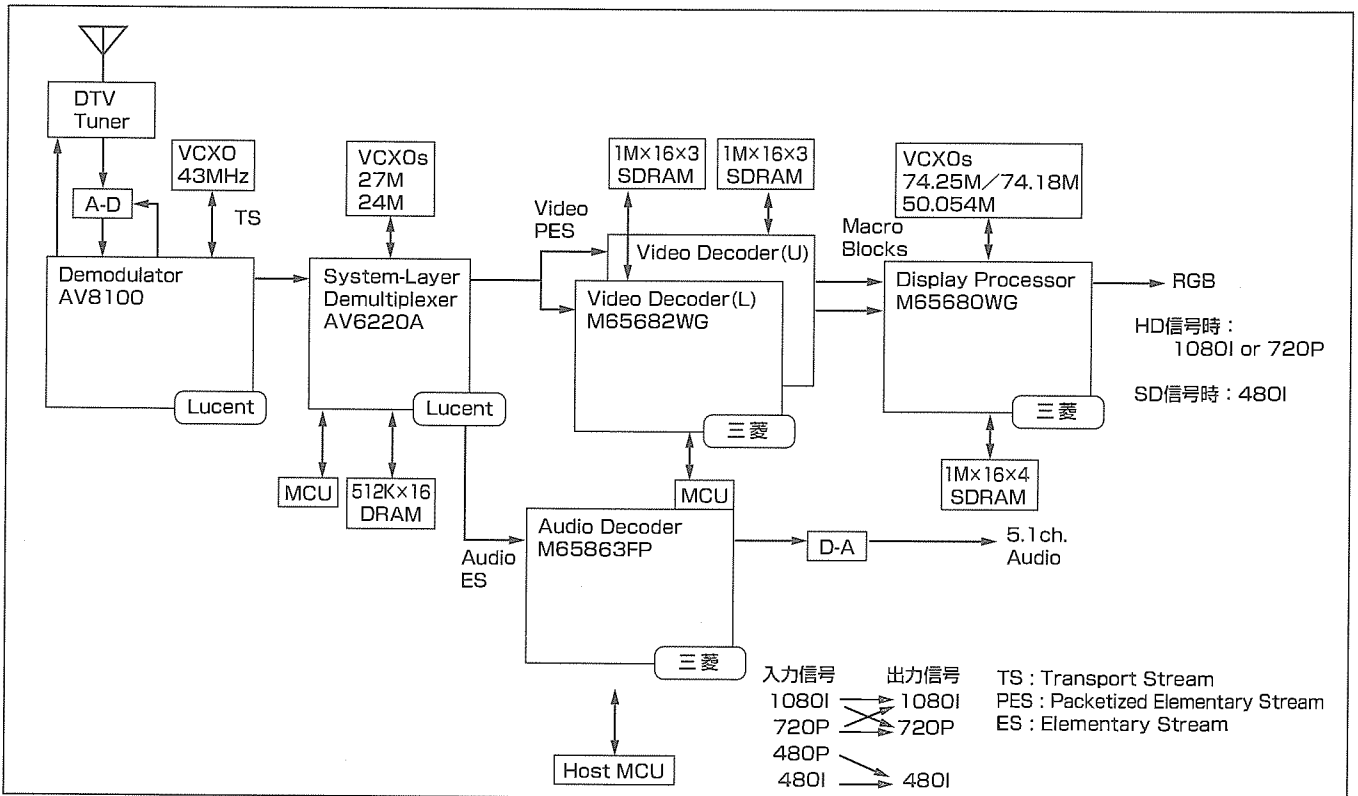 DTV
Tuner
VCXO
43MHz
A-D
TS
VCXOs
27M
24M
Video
PES
1M×16×3
SDRAM
1M×16×3
SDRAM
Macro
Blocks
VCXOs
74.25M／74.18M
50.054M
Demodulator
AV8100
Lucent
System-Layer
Demultiplexer
AV6220A
Lucent
Video Decoder(U)
Video Decoder(L)
M65682WG
三菱
Display Processor
M65680WG
三菱
RGB
HD信号時：
1080I or 720P
SD信号時：480I
MCU
512K×16
DRAM
MCU
1M×16×4
SDRAM
Audio
ES
Audio Decoder
M65863FP
三菱
D-A
5.1ch.
Audio
Host MCU
入力信号 出力信号
1080I 1080I
720P 720P
480P
480I 480I
TS : Transport Stream
PES : Packetized Elementary Stream
ES : Elementary Stream